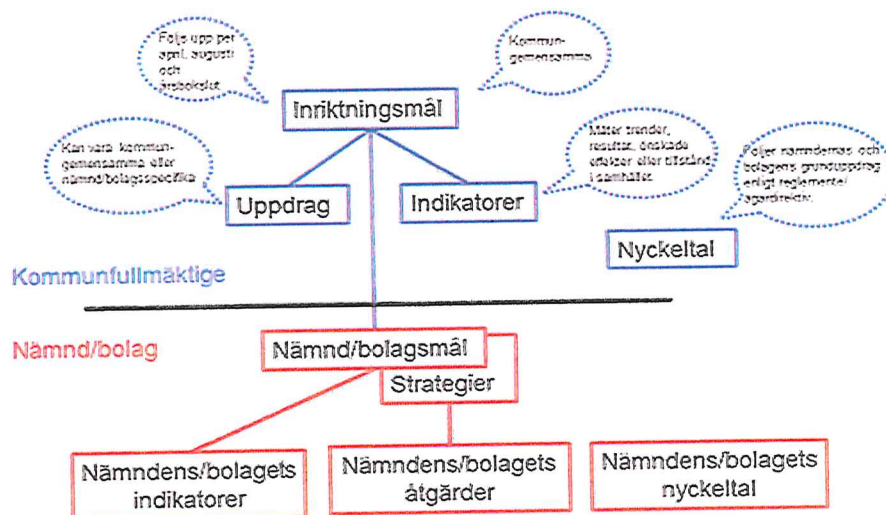 Följs upp per
april, augusti
och
årsbokslut
Kommun-
gemensamma
Inriktningsmål
Kan vara kommun-
gemensamma eller
nämnd/bolagsspecifika
Mäter trender,
resultat, önskade
effekter eller tillstånd
i samhället
Följer nämndernas och
bolagens grunduppdrag
enligt reglemente/
ägardirektiv.
Uppdrag
Indikatorer
Nyckeltal
Kommunfullmäktige
Nämnd/bolag
Nämnd/bolagsmål
Strategier
Nämndens/bolagets
indikatorer
Nämndens/bolagets
åtgärder
Nämndens/bolagets
nyckeltal